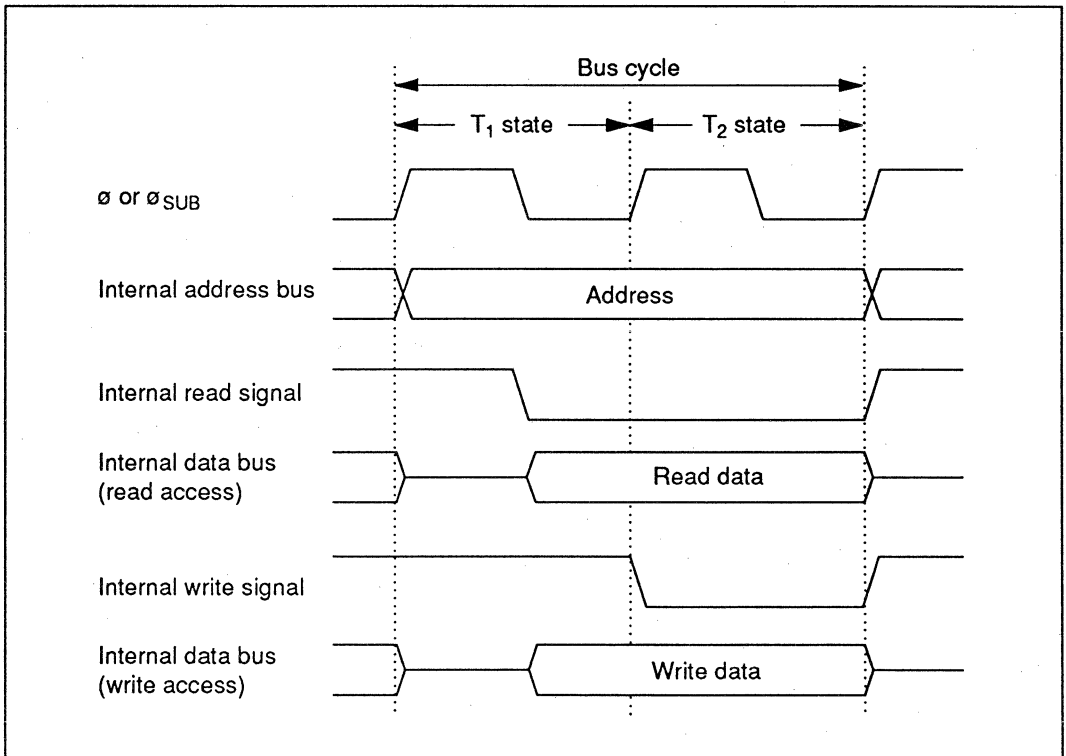 Bus cycle
T₁ state
T₂ state
ø or ø SUB
Internal address bus
Address
Internal read signal
Internal data bus
(read access)
Read data
Internal write signal
Internal data bus
(write access)
Write data